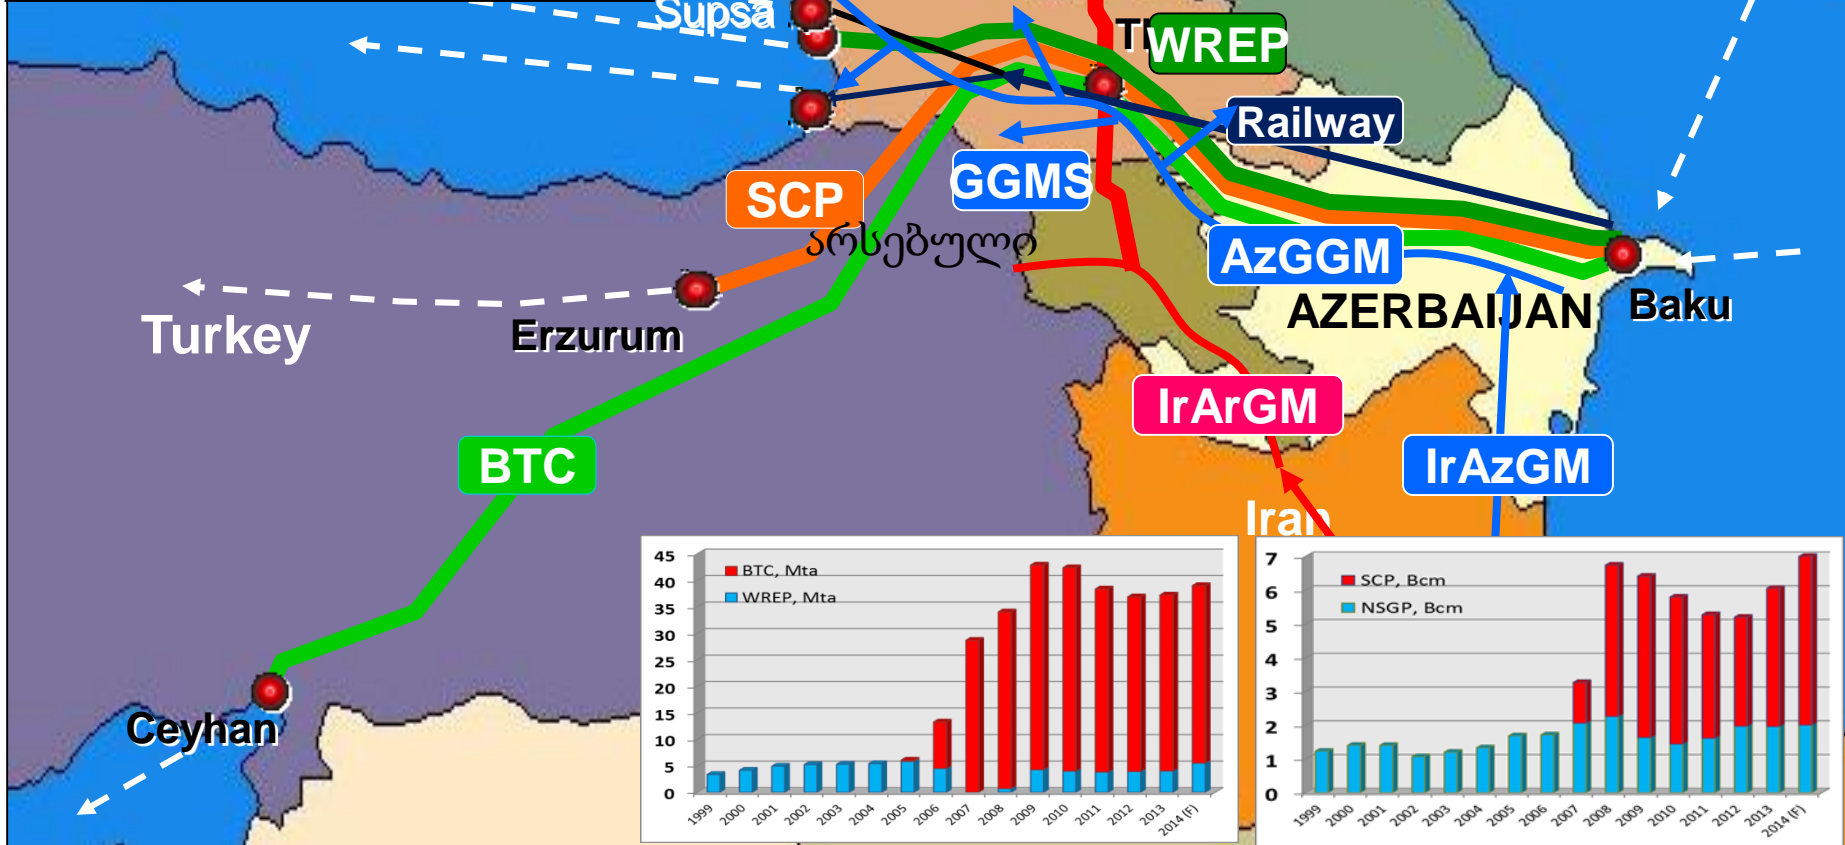 Supsa
WREP
Railway
GGMS
SCP
არსებული
AzGGM
AZERBAIJAN
Baku
Turkey
Erzurum
IrArGM
BTC
IrAzGM
Iran
Ceyhan
45
40
35
30
25
20
15
10
5
0
BTC, Mta
WREP, Mta
1999 2000 2001 2002 2003 2004 2005 2006 2007 2008 2009 2010 2011 2012 2013 2014 (F)
7
6
5
4
3
2
1
0
SCP, Bcm
NSGP, Bcm
1999 2000 2001 2002 2003 2004 2005 2006 2007 2008 2009 2010 2011 2012 2013 2014 (F)